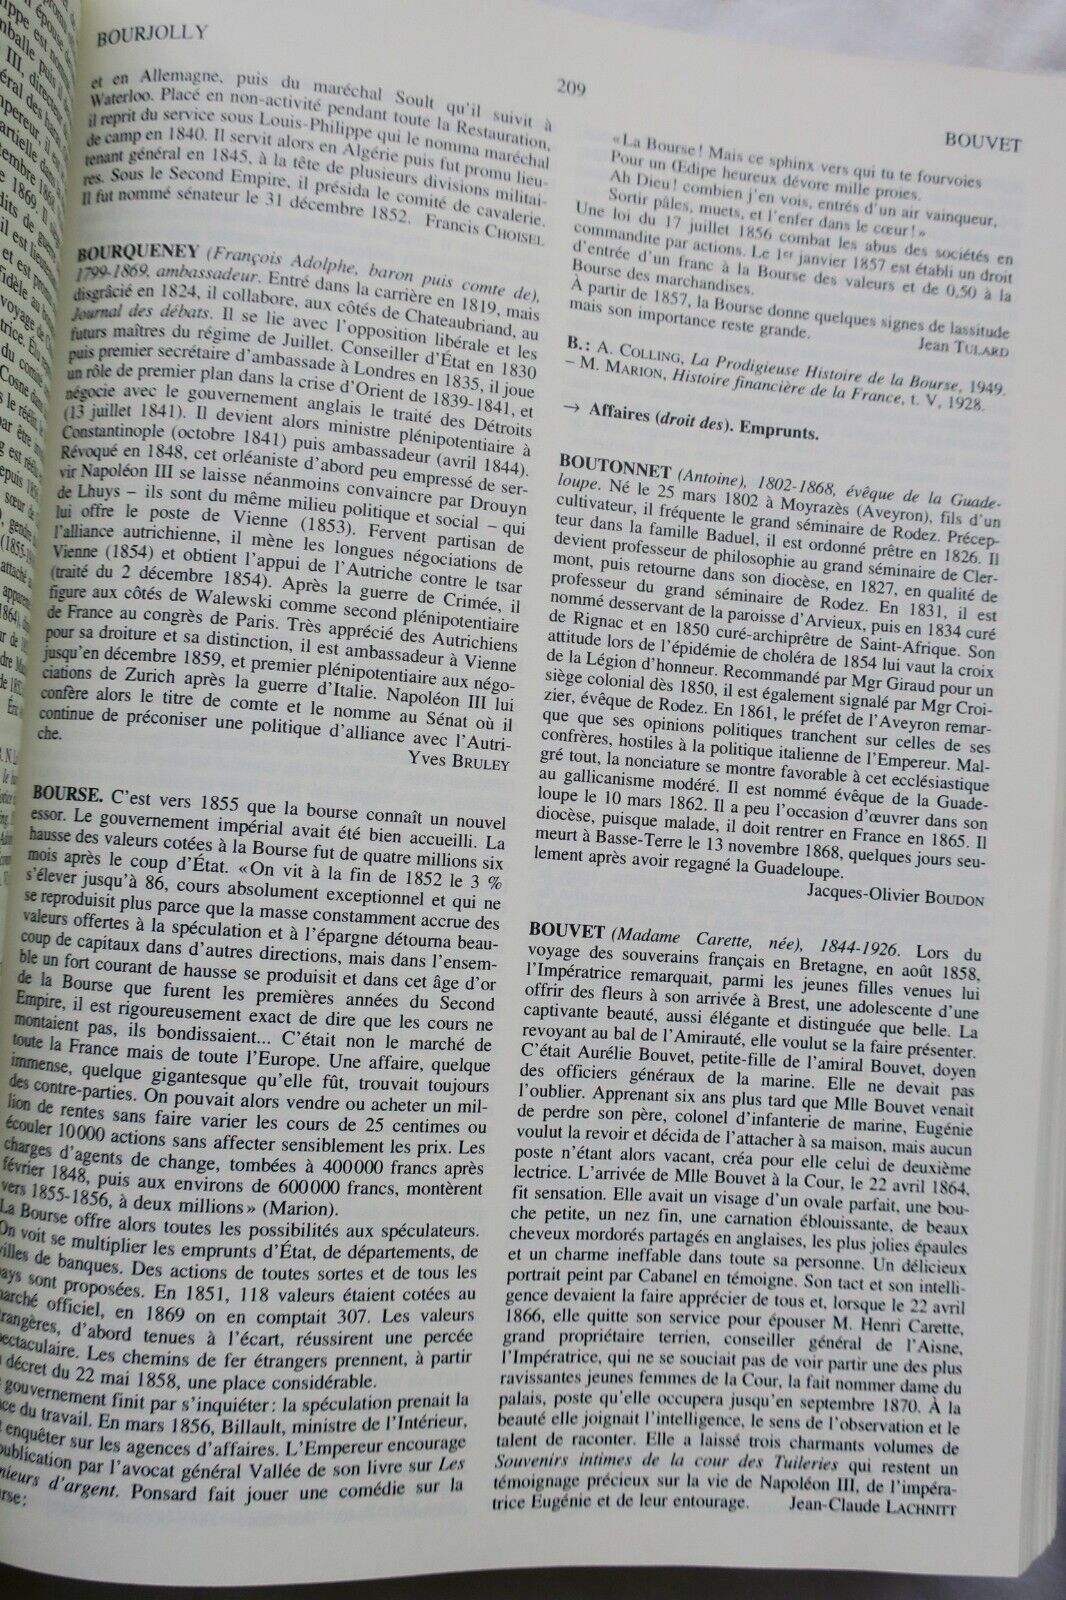 BOURJOLLY
209
BOUVET
et en Allemagne, puis du maréchal Soult qu'il suivit à
Waterloo. Placé en non-activité pendant toute la Restauration,
il reprit du service sous Louis-Philippe qui le nomma maréchal
de camp en 1840. Il servit alors en Algérie puis fut promu lieu-
tenant général en 1845, à la tête de plusieurs divisions militai-
res. Sous le Second Empire, il présida le comité de cavalerie.
Il fut nommé sénateur le 31 décembre 1852. Francis CHOISEL
BOURQUENEY (François Adolphe, baron puis comte de),
1799-1869, ambassadeur. Entré dans la carrière en 1819, mais
disgrâcié en 1824, il collabore, aux côtés de Chateaubriand, au
Journal des débats. Il se lie avec l'opposition libérale et les
futurs maîtres du régime de Juillet. Conseiller d'État en 1830
puis premier secrétaire d'ambassade à Londres en 1835, il joue
un rôle de premier plan dans la crise d'Orient de 1839-1841, et
négocie avec le gouvernement anglais le traité des Détroits
(13 juillet 1841). Il devient alors ministre plénipotentiaire à
Constantinople (octobre 1841) puis ambassadeur (avril 1844).
Révoqué en 1848, cet orléaniste d'abord peu empressé de ser-
vir Napoléon III se laisse néanmoins convaincre par Drouyn
de Lhuys – ils sont du même milieu politique et social – qui
lui offre le poste de Vienne (1853). Fervent partisan de
l'alliance autrichienne, il mène les longues négociations de
Vienne (1854) et obtient l'appui de l'Autriche contre le tsar
(traité du 2 décembre 1854). Après la guerre de Crimée, il
figure aux côtés de Walewski comme second plénipotentiaire
de France au congrès de Paris. Très apprécié des Autrichiens
pour sa droiture et sa distinction, il est ambassadeur à Vienne
jusqu'en décembre 1859, et premier plénipotentiaire aux négo-
ciations de Zurich après la guerre d'Italie. Napoléon III lui
confère alors le titre de comte et le nomme au Sénat où il
continue de préconiser une politique d'alliance avec l'Autri-
che. Yves BRULEY
BOURSE. C'est vers 1855 que la bourse connaît un nouvel
essor. Le gouvernement impérial avait été bien accueilli. La
hausse des valeurs cotées à la Bourse fut de quatre millions six
mois après le coup d'État. «On vit à la fin de 1852 le 3 %
s'élever jusqu'à 86, cours absolument exceptionnel et qui ne
se reproduisit plus parce que la masse constamment accrue des
valeurs offertes à la spéculation et à l'épargne détourna beau-
coup de capitaux dans d'autres directions, mais dans l'ensem-
ble un fort courant de hausse se produisit et dans cet âge d'or
de la Bourse que furent les premières années du Second
Empire, il est rigoureusement exact de dire que les cours ne
montaient pas, ils bondissaient... C'était non le marché de
toute la France mais de toute l'Europe. Une affaire, quelque
immense, quelque gigantesque qu'elle fût, trouvait toujours
des contre-parties. On pouvait alors vendre ou acheter un mil-
lion de rentes sans faire varier les cours de 25 centimes ou
écouler 10000 actions sans affecter sensiblement les prix. Les
charges d'agents de change, tombées à 400000 francs après
février 1848, puis aux environs de 600000 francs, montèrent
vers 1855-1856, à deux millions» (Marion).
La Bourse offre alors toutes les possibilités aux spéculateurs.
On voit se multiplier les emprunts d'État, de départements, de
villes de banques. Des actions de toutes sortes et de tous les
pays sont proposées. En 1851, 118 valeurs étaient cotées au
marché officiel, en 1869 on en comptait 307. Les valeurs
trangères, d'abord tenues à l'écart, réussirent une percée
pectaculaire. Les chemins de fer étrangers prennent, à partir
décret du 22 mai 1858, une place considérable.
gouvernement finit par s'inquiéter : la spéculation prenait la
ce du travail. En mars 1856, Billault, ministre de l'Intérieur,
enquêter sur les agences d'affaires. L'Empereur encourage
publication par l'avocat général Vallée de son livre sur Les
nieurs d'argent. Ponsard fait jouer une comédie sur la
rse :
«La Bourse ! Mais ce sphinx vers qui tu te fourvoies
Pour un Œdipe heureux dévore mille proies.
Ah Dieu ! combien j'en vois, entrés d'un air vainqueur,
Sortir pâles, muets, et l'enfer dans le cœur !»
Une loi du 17 juillet 1856 combat les abus des sociétés en
commandite par actions. Le 1er janvier 1857 est établi un droit
d'entrée d'un franc à la Bourse des valeurs et de 0,50 à la
Bourse des marchandises.
À partir de 1857, la Bourse donne quelques signes de lassitude
mais son importance reste grande. Jean TULARD
B. : A. COLLING, La Prodigieuse Histoire de la Bourse, 1949.
– M. MARION, Histoire financière de la France, t. V, 1928.
→ Affaires (droit des). Emprunts.
BOUTONNET (Antoine), 1802-1868, évêque de la Guade-
loupe. Né le 25 mars 1802 à Moyrazès (Aveyron), fils d'un
cultivateur, il fréquente le grand séminaire de Rodez. Précep-
teur dans la famille Baduel, il est ordonné prêtre en 1826. Il
devient professeur de philosophie au grand séminaire de Cler-
mont, puis retourne dans son diocèse, en 1827, en qualité de
professeur du grand séminaire de Rodez. En 1831, il est
nommé desservant de la paroisse d'Arvieux, puis en 1834 curé
de Rignac et en 1850 curé-archiprêtre de Saint-Afrique. Son
attitude lors de l'épidémie de choléra de 1854 lui vaut la croix
de la Légion d'honneur. Recommandé par Mgr Giraud pour un
siège colonial dès 1850, il est également signalé par Mgr Croi-
zier, évêque de Rodez. En 1861, le préfet de l'Aveyron remar-
que que ses opinions politiques tranchent sur celles de ses
confrères, hostiles à la politique italienne de l'Empereur. Mal-
gré tout, la nonciature se montre favorable à cet ecclésiastique
au gallicanisme modéré. Il est nommé évêque de la Guade-
loupe le 10 mars 1862. Il a peu l'occasion d'œuvrer dans son
diocèse, puisque malade, il doit rentrer en France en 1865. Il
meurt à Basse-Terre le 13 novembre 1868, quelques jours seu-
lement après avoir regagné la Guadeloupe.
Jacques-Olivier BOUDON
BOUVET (Madame Carette, née), 1844-1926. Lors du
voyage des souverains français en Bretagne, en août 1858,
l'Impératrice remarquait, parmi les jeunes filles venues lui
offrir des fleurs à son arrivée à Brest, une adolescente d'une
captivante beauté, aussi élégante et distinguée que belle. La
revoyant au bal de l'Amirauté, elle voulut se la faire présenter.
C'était Aurélie Bouvet, petite-fille de l'amiral Bouvet, doyen
des officiers généraux de la marine. Elle ne devait pas
l'oublier. Apprenant six ans plus tard que Mlle Bouvet venait
de perdre son père, colonel d'infanterie de marine, Eugénie
voulut la revoir et décida de l'attacher à sa maison, mais aucun
poste n'étant alors vacant, créa pour elle celui de deuxième
lectrice. L'arrivée de Mlle Bouvet à la Cour, le 22 avril 1864,
fit sensation. Elle avait un visage d'un ovale parfait, une bou-
che petite, un nez fin, une carnation éblouissante, de beaux
cheveux mordorés partagés en anglaises, les plus jolies épaules
et un charme ineffable dans toute sa personne. Un délicieux
portrait peint par Cabanel en témoigne. Son tact et son intelli-
gence devaient la faire apprécier de tous et, lorsque le 22 avril
1866, elle quitte son service pour épouser M. Henri Carette,
grand propriétaire terrien, conseiller général de l'Aisne,
l'Impératrice, qui ne se souciait pas de voir partir une des plus
ravissantes jeunes femmes de la Cour, la fait nommer dame du
palais, poste qu'elle occupera jusqu'en septembre 1870. À la
beauté elle joignait l'intelligence, le sens de l'observation et le
talent de raconter. Elle a laissé trois charmants volumes de
Souvenirs intimes de la cour des Tuileries qui restent un
témoignage précieux sur la vie de Napoléon III, de l'impéra-
trice Eugénie et de leur entourage. Jean-Claude LACHNITT